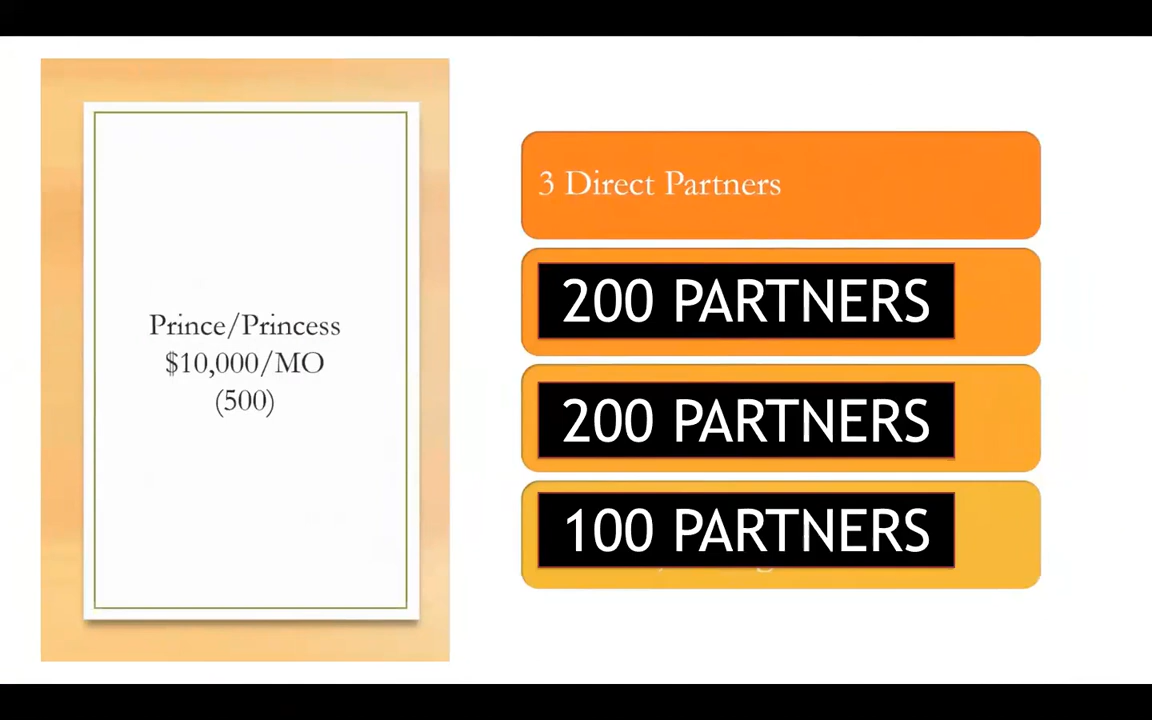 Prince/Princess
$10,000/MO
(500)
3 Direct Partners
200 PARTNERS
200 PARTNERS
100 PARTNERS